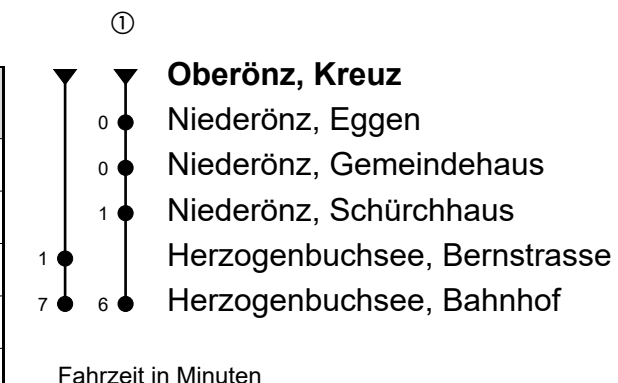 ①
Oberönz, Kreuz
0 Niederönz, Eggen
0 Niederönz, Gemeindehaus
1 Niederönz, Schürchhaus
1 Herzogenbuchsee, Bernstrasse
7 6 Herzogenbuchsee, Bahnhof
Fahrzeit in Minuten